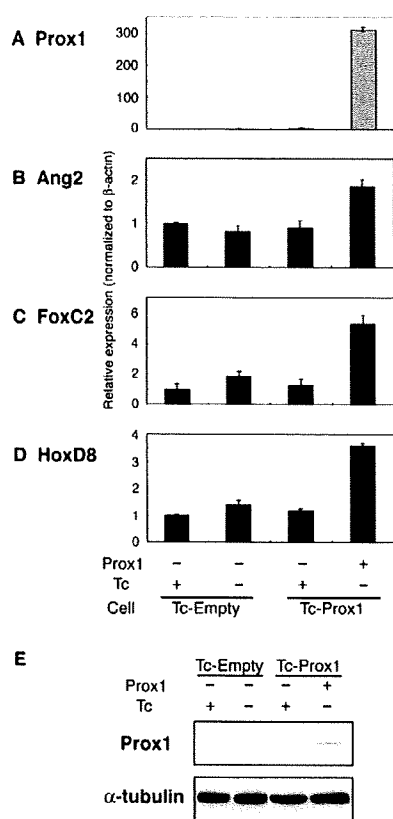 A Prox1
300
200
100
0
Relative expression (normalized to β-actin)
B Ang2
2
1
0
C FoxC2
6
4
2
0
D HoxD8
4
3
2
1
0
Prox1 − − − +
Tc + − + −
Cell Tc-Empty Tc-Prox1
E
Tc-Empty Tc-Prox1
Prox1 − − − +
Tc + − + −
Prox1
α-tubulin